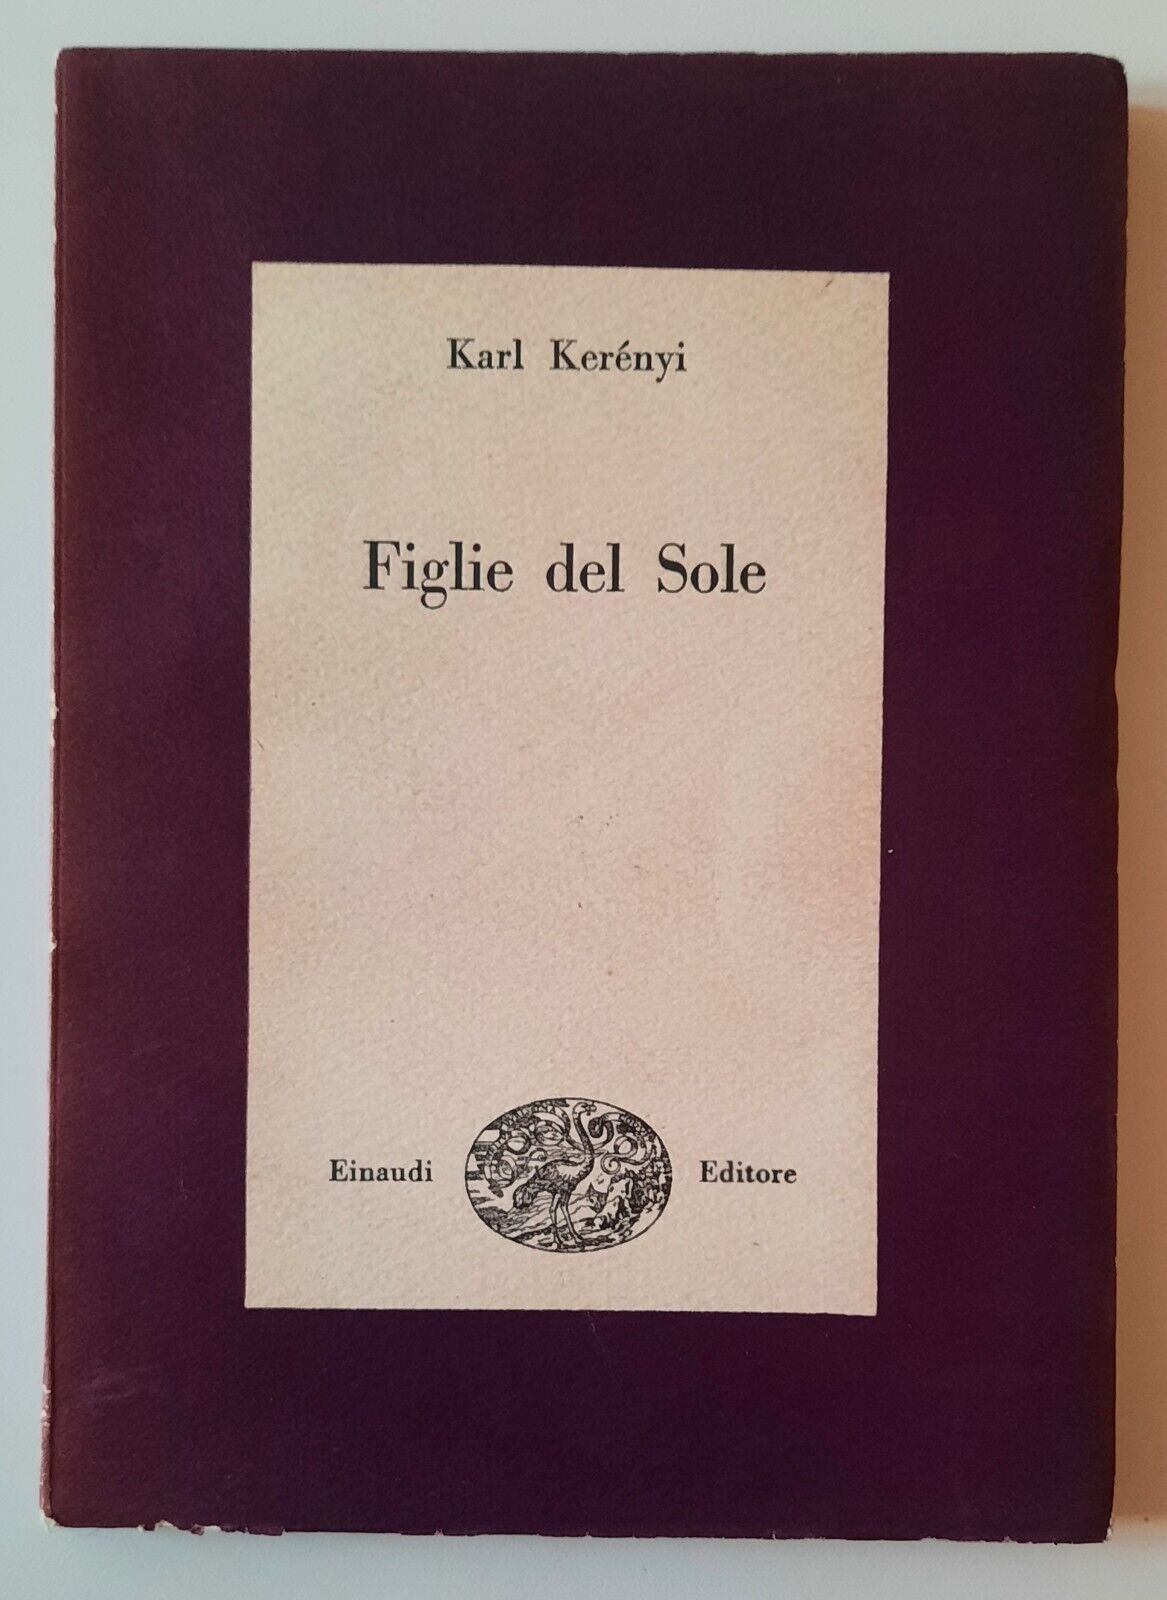 Karl Kerényi
Figlie del Sole
Einaudi Editore